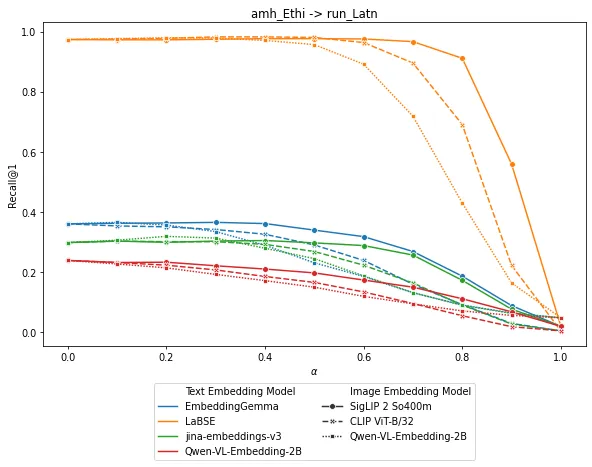 amh_Ethi -> run_Latn
Recall@1
1.0
0.8
0.6
0.4
0.2
0.0
0.0 0.2 0.4 0.6 0.8 1.0
α
Text Embedding Model
EmbeddingGemma
LaBSE
jina-embeddings-v3
Qwen-VL-Embedding-2B
Image Embedding Model
SigLIP 2 So400m
CLIP ViT-B/32
Qwen-VL-Embedding-2B